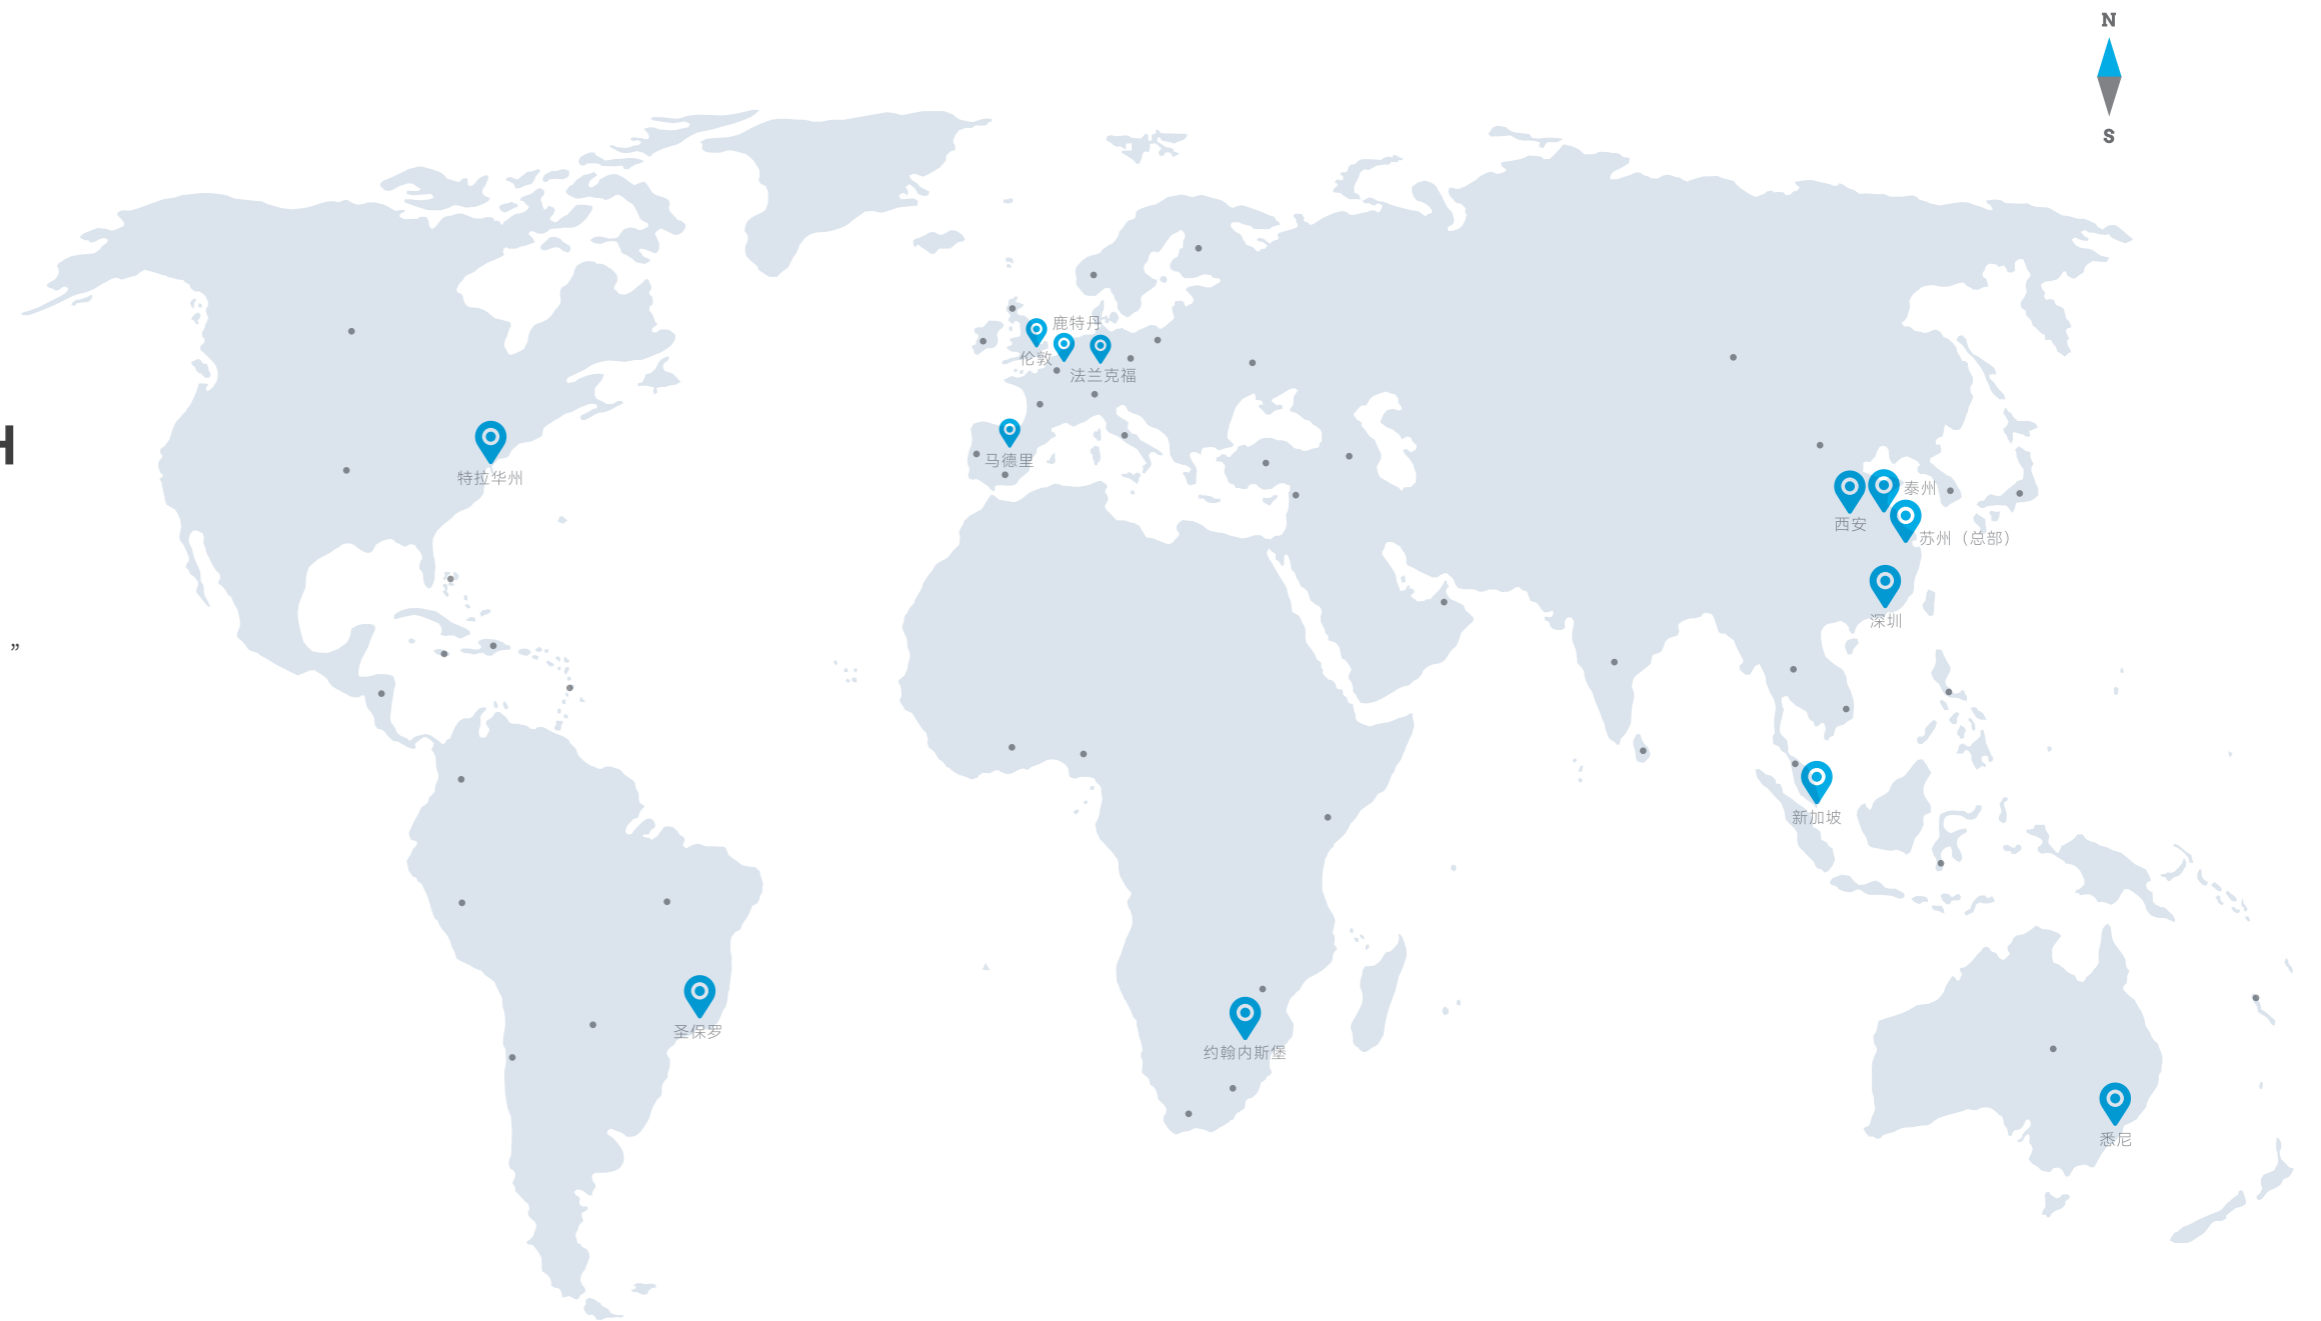 N
S
鹿特丹
伦敦
法兰克福
H
马德里
特拉华州
泰州
西安
苏州（总部）
深圳
”
新加坡
圣保罗
约翰内斯堡
悉尼